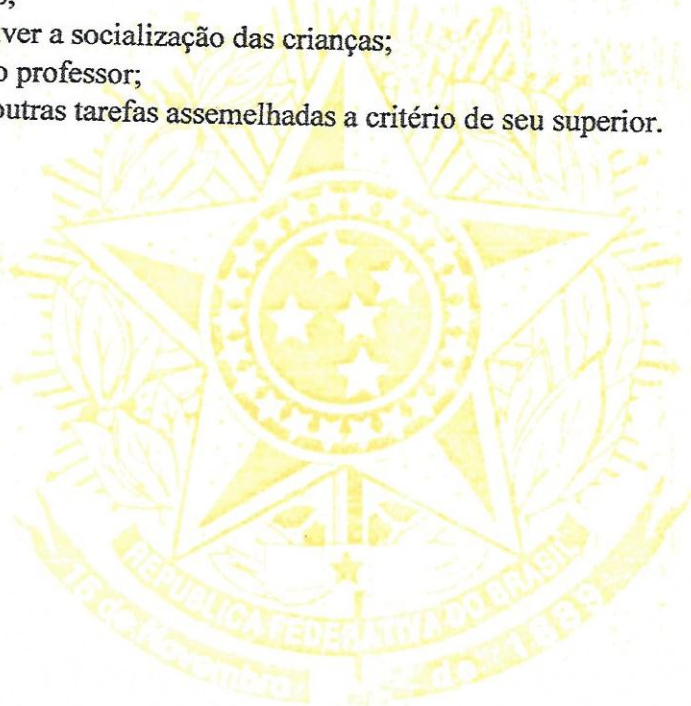 ver a socialização das crianças;
o professor;
outras tarefas assemelhadas a critério de seu superior.
REPUBLICA FEDERATIVA DO BRASIL
15 de Novembro de 1889